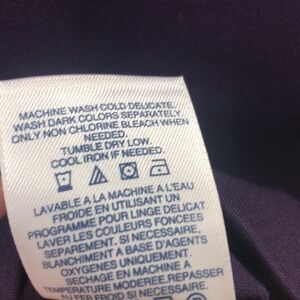 MACHINE WASH COLD DELICATE.
WASH DARK COLORS SEPARATELY.
ONLY NON CHLORINE BLEACH WHEN
NEEDED.
TUMBLE DRY LOW.
COOL IRON IF NEEDED.
LAVABLE A LA MACHINE A L'EAU
FROIDE EN UTILISANT UN
PROGRAMME POUR LINGE DELICAT.
LAVER LES COULEURS FONCEES
SEPAREMENT. SI NECESSAIRE,
BLANCHIMENT A BASE D'AGENTS
OXYGENES UNIQUEMENT.
SECHAGE EN MACHINE A
TEMPERATURE MODEREE REPASSER